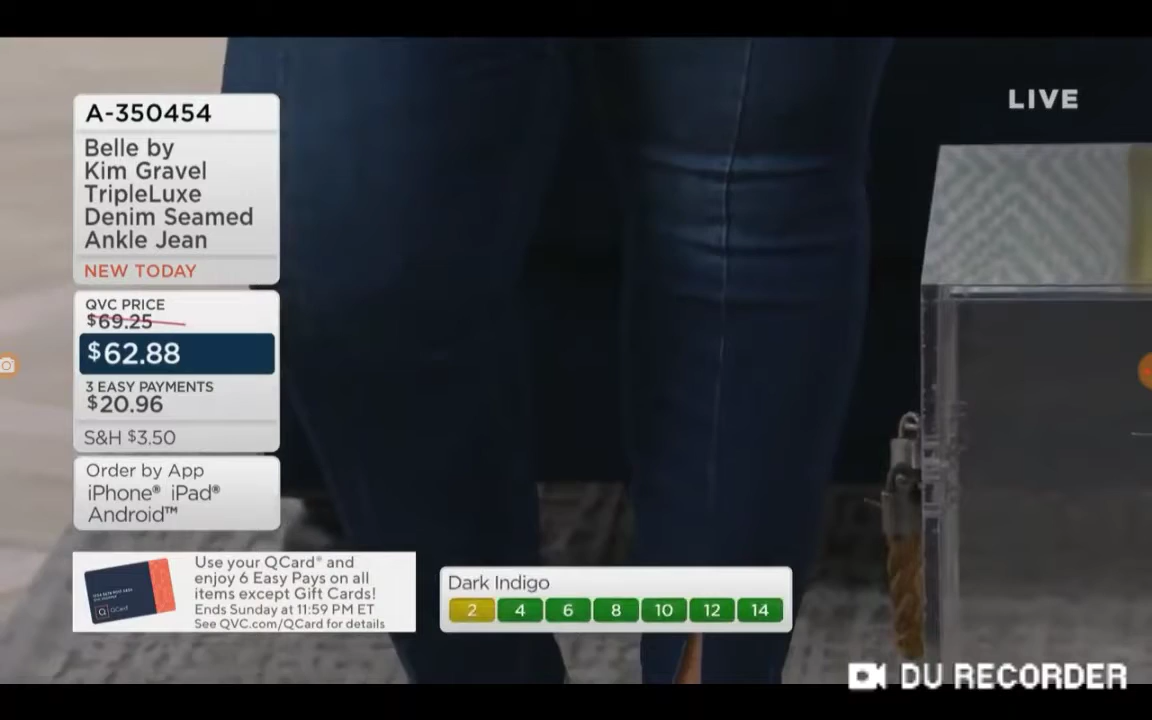 A-350454
Belle by
Kim Gravel
TripleLuxe
Denim Seamed
Ankle Jean
NEW TODAY
QVC PRICE
$69.25
$62.88
3 EASY PAYMENTS
$20.96
S&H $3.50
Order by App
iPhone® iPad®
Android™
Use your QCard® and
enjoy 6 Easy Pays on all
items except Gift Cards!
Ends Sunday at 11:59 PM ET
See QVC.com/QCard for details
QCard
Dark Indigo
2 4 6 8 10 12 14
LIVE
DU RECORDER